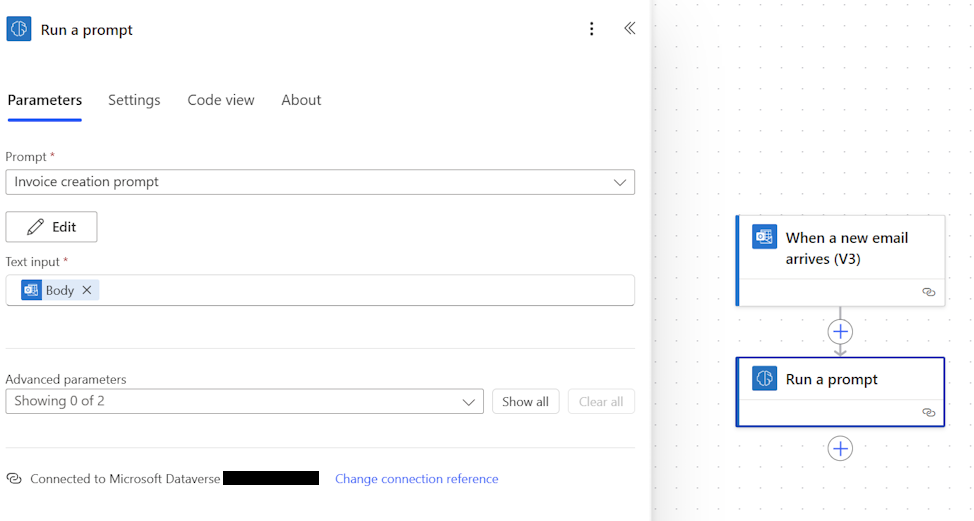 Run a prompt
Parameters Settings Code view About
Prompt *
Invoice creation prompt
Edit
Text input *
Body
Advanced parameters
Showing 0 of 2 Show all Clear all
Connected to Microsoft Dataverse Change connection reference
When a new email
arrives (V3)
Run a prompt